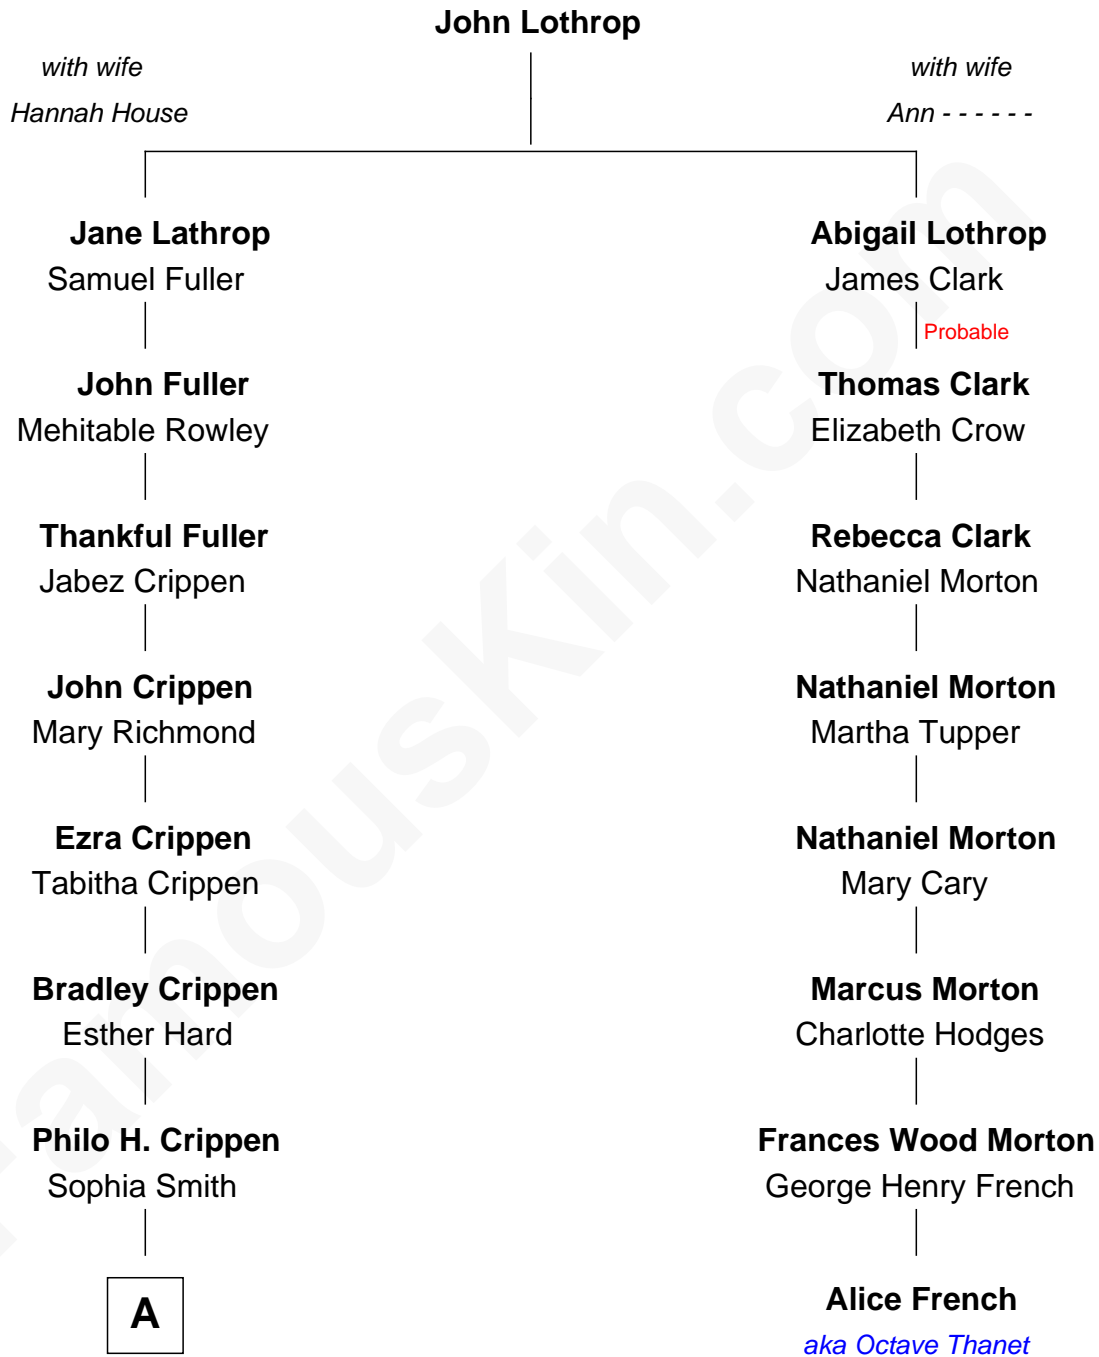 John Lothrop
with wife
Hannah House
with wife
Ann - - - - - -
Jane Lathrop
Samuel Fuller
Abigail Lothrop
James Clark
Probable
John Fuller
Mehitable Rowley
Thomas Clark
Elizabeth Crow
Thankful Fuller
Jabez Crippen
Rebecca Clark
Nathaniel Morton
John Crippen
Mary Richmond
Nathaniel Morton
Martha Tupper
Ezra Crippen
Tabitha Crippen
Nathaniel Morton
Mary Cary
Bradley Crippen
Esther Hard
Marcus Morton
Charlotte Hodges
Philo H. Crippen
Sophia Smith
Frances Wood Morton
George Henry French
A
Alice French
aka Octave Thanet
FamousKin.com